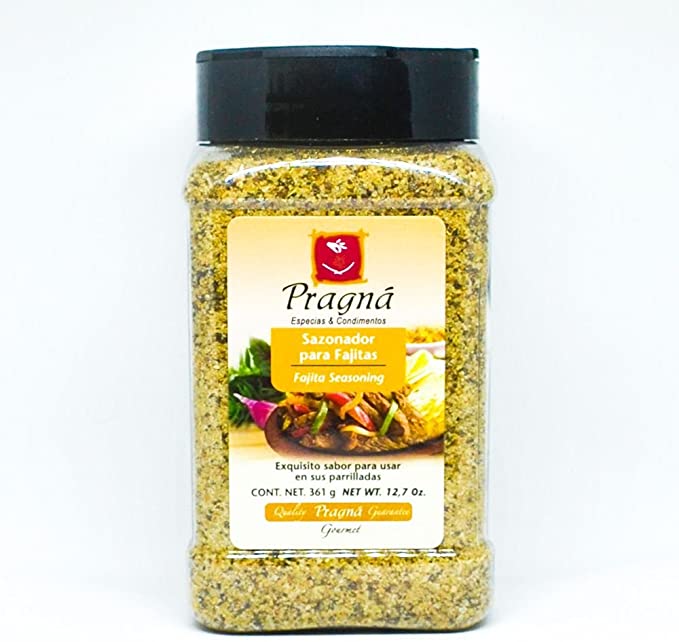 Pragná
Especias & Condimentos
Sazonador
para Fajitas
Fajita Seasoning
Exquisito sabor para usar
en sus parrilladas
CONT. NET. 361 g NET WT. 12,7 Oz.
Quality Pragná Guarantee
Gourmet